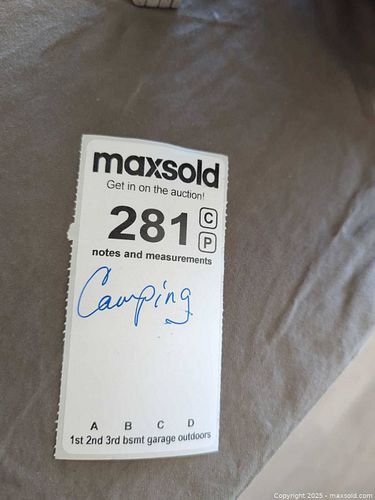 maxsold
Get in on the auction!
281 C
P
notes and measurements
Camping
A B C D
1st 2nd 3rd bsmt garage outdoors
Copyright 2025 - www.maxsold.com